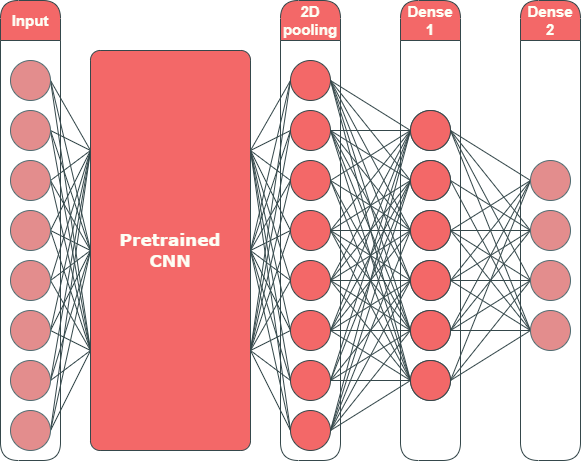 Input
2D
pooling
Dense
1
Dense
2
Pretrained
CNN